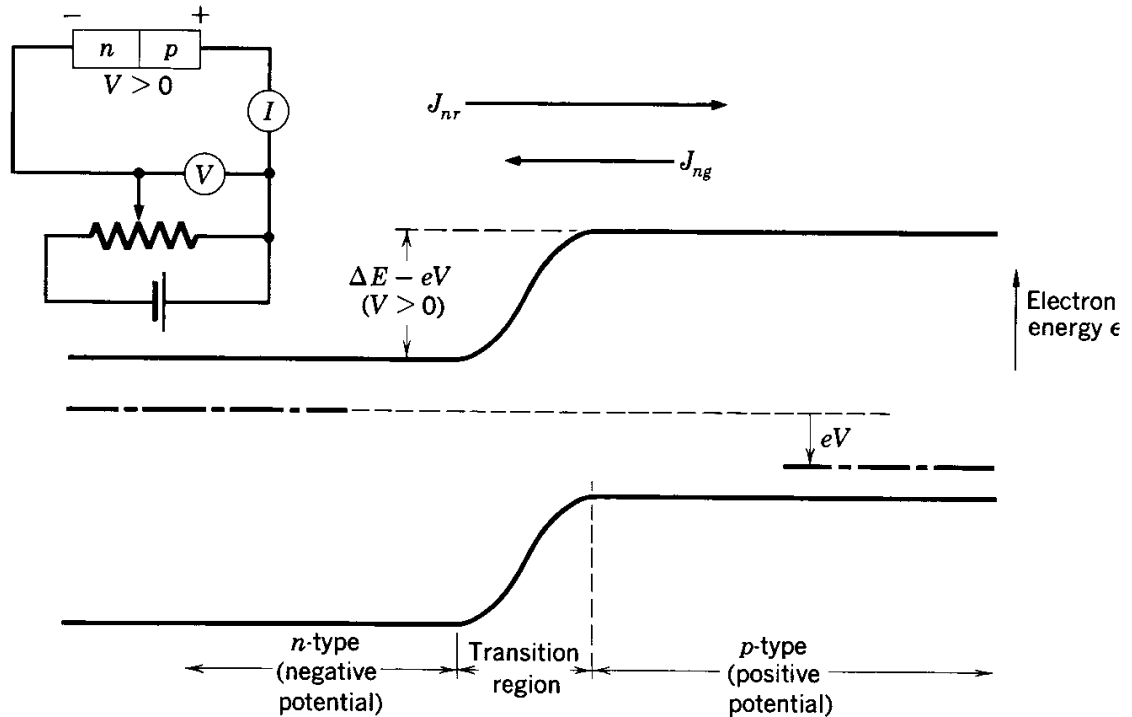 − +
n p
V > 0
I
V
J_nr
J_ng
ΔE − eV
(V > 0)
Electron
energy ϵ
eV
n-type
(negative
potential)
Transition
region
p-type
(positive
potential)